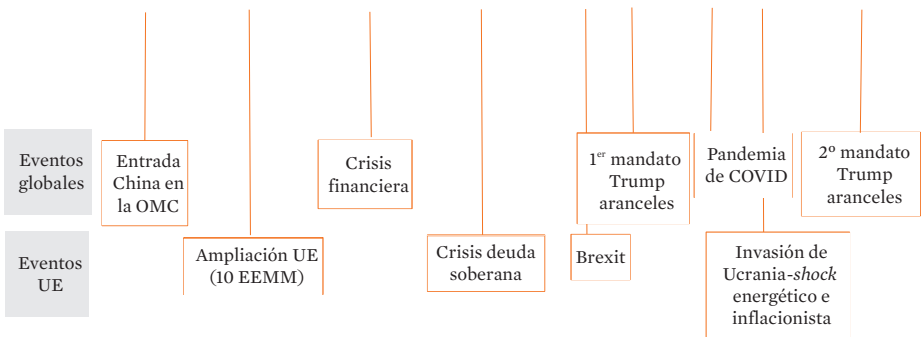 Eventos
globales
Entrada
China en
la OMC
Crisis
financiera
1er mandato
Trump
aranceles
Pandemia
de COVID
2º mandato
Trump
aranceles
Eventos
UE
Ampliación UE
(10 EEMM)
Crisis deuda
soberana
Brexit
Invasión de
Ucrania-shock
energético e
inflacionista